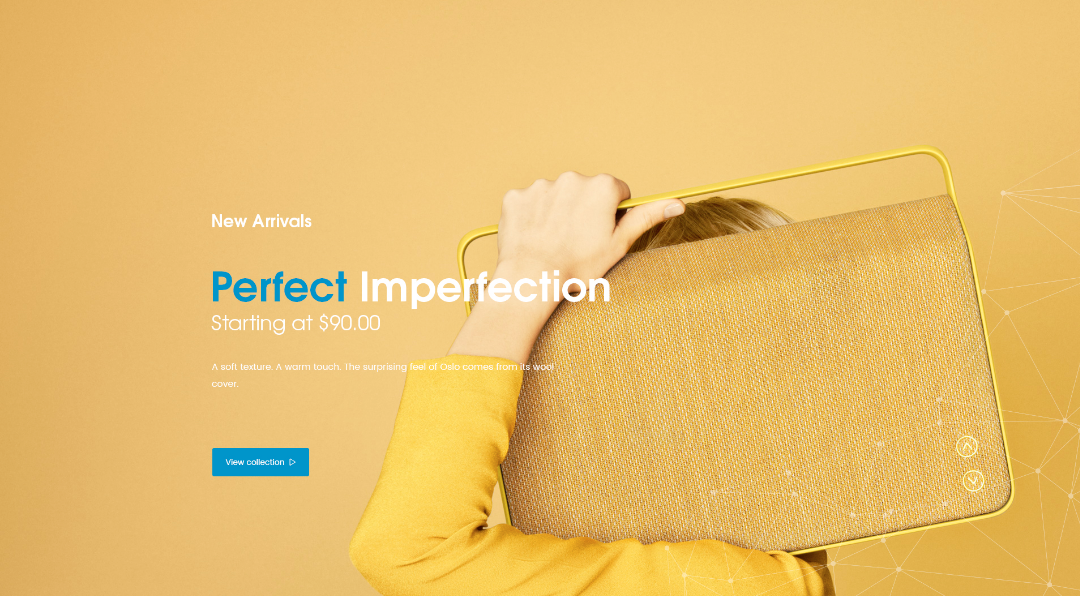 New Arrivals
Perfect Imperfection
Starting at $90.00
A soft texture. A warm touch. The surprising feel of Oslo comes from its wool
cover.
View collection